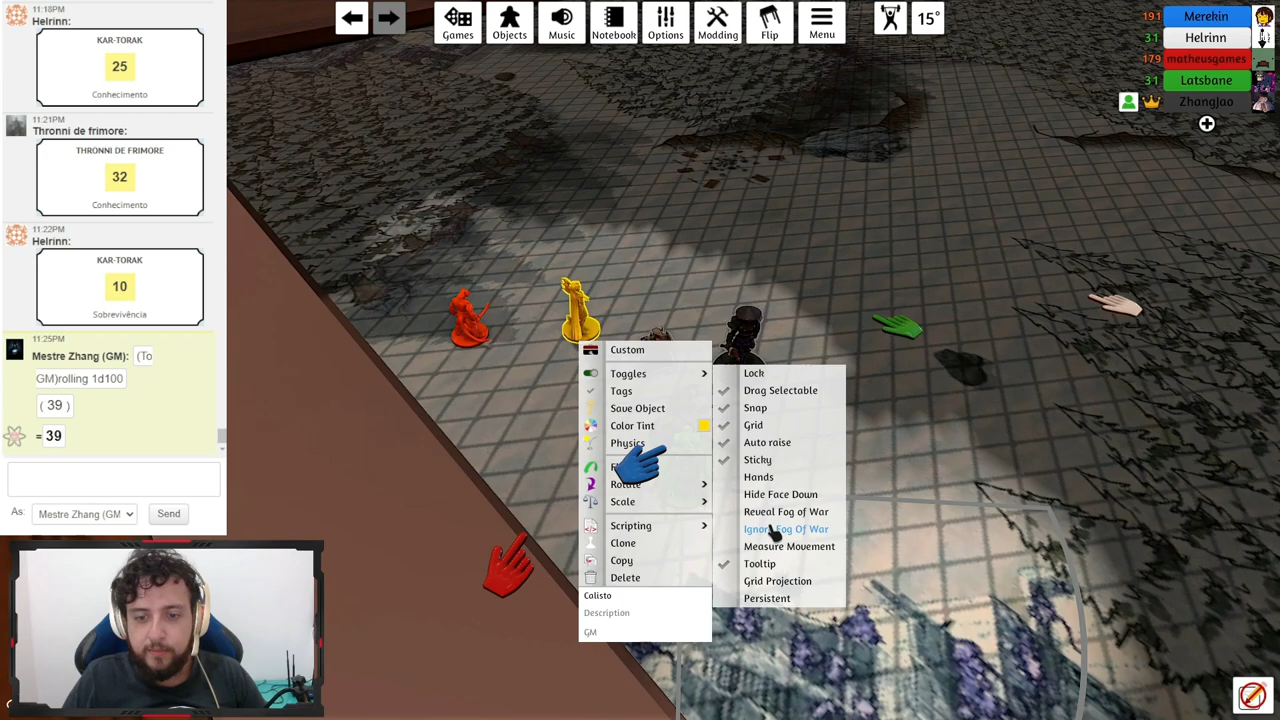 11:18PM
Helrinn:
KAR-TORAK
25
Conhecimento
11:21PM
Thronni de frimore:
THRONNI DE FRIMORE
32
Conhecimento
11:22PM
Helrinn:
KAR-TORAK
10
Sobrevivência
11:25PM
Mestre Zhang (GM): (To
GM)rolling 1d100
( 39 )
= 39
As: Mestre Zhang (GM Send
Games Objects Music Notebook Options Modding Flip Menu 15°
191 Merekin
31 Helrinn
179 matheusgames
31 Latsbane
ZhangJao
Custom
Toggles
Tags
Save Object
Color Tint
Physics
Rotate
Scale
Scripting
Clone
Copy
Delete
Calisto
Description
GM
Lock
Drag Selectable
Snap
Grid
Auto raise
Sticky
Hands
Hide Face Down
Reveal Fog of War
Ignore Fog Of War
Measure Movement
Tooltip
Grid Projection
Persistent